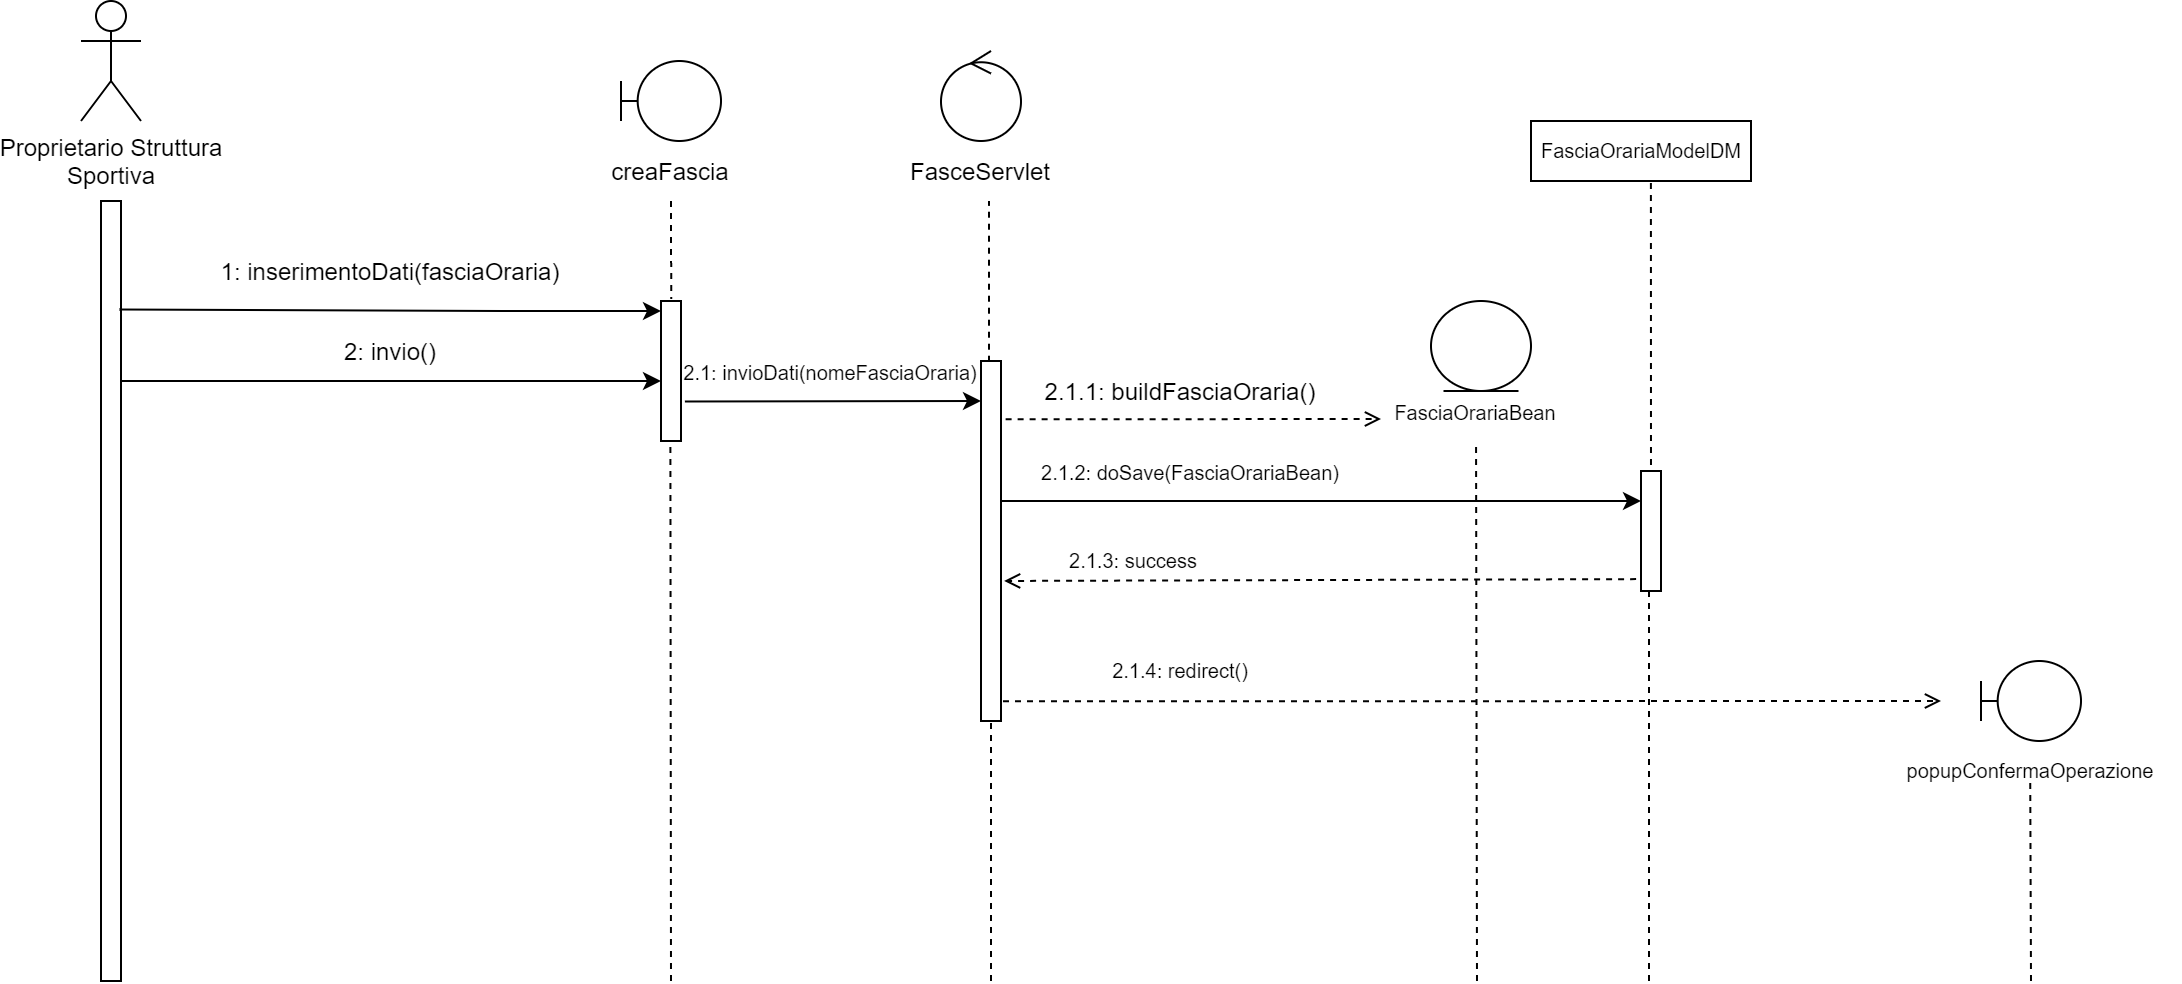 Proprietario Struttura
Sportiva
creaFascia
FasceServlet
FasciaOrariaModelDM
1: inserimentoDati(fasciaOraria)
2: invio()
2.1: invioDati(nomeFasciaOraria)
2.1.1: buildFasciaOraria()
FasciaOrariaBean
2.1.2: doSave(FasciaOrariaBean)
2.1.3: success
2.1.4: redirect()
popupConfermaOperazione